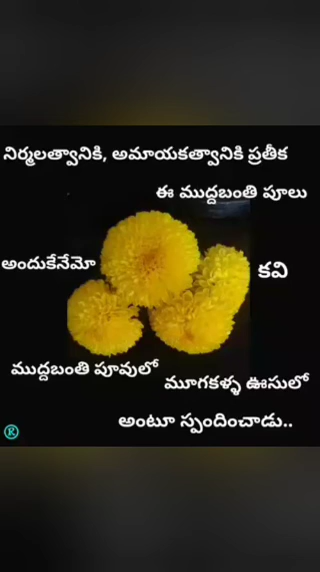 నిర్మలత్వానికి, అమాయకత్వానికి ప్రతీక
ఈ ముద్దబంతి పూలు
అందుకేనేమో
కవి
ముద్దబంతి పూవులో
మూగకళ్ళ ఊసులో
అంటూ స్పందించాడు..